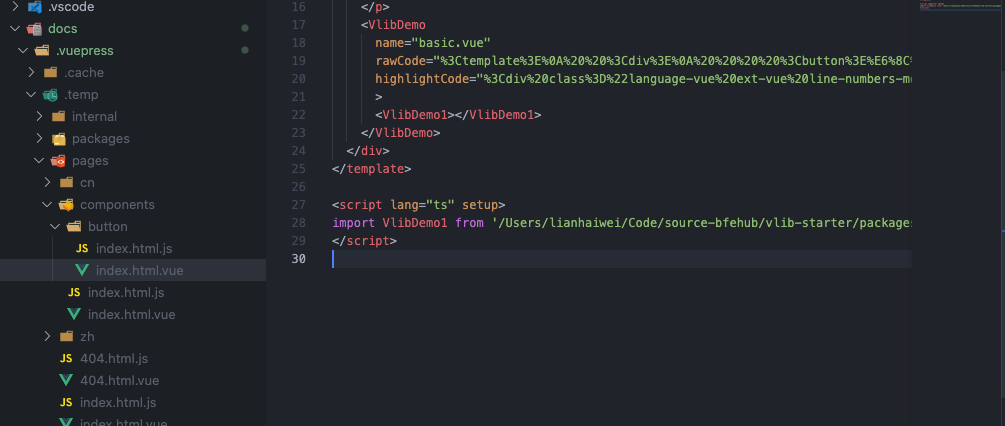 .vscode
docs
.vuepress
.cache
.temp
internal
packages
pages
cn
components
button
JS index.html.js
index.html.vue
JS index.html.js
index.html.vue
zh
JS 404.html.js
404.html.vue
JS index.html.js
index.html.vue
16 </p>
17 <VlibDemo
18 name="basic.vue"
19 rawCode="%3Ctemplate%3E%0A%20%20%3Cdiv%3E%0A%20%20%20%20%3Cbutton%3E%E6%8C%
20 highlightCode="%3Cdiv%20class%3D%22language-vue%20ext-vue%20line-numbers-mo
21 >
22 <VlibDemo1></VlibDemo1>
23 </VlibDemo>
24 </div>
25 </template>
26
27 <script lang="ts" setup>
28 import VlibDemo1 from '/Users/lianhaiwei/Code/source-bfehub/vlib-starter/packages
29 </script>
30